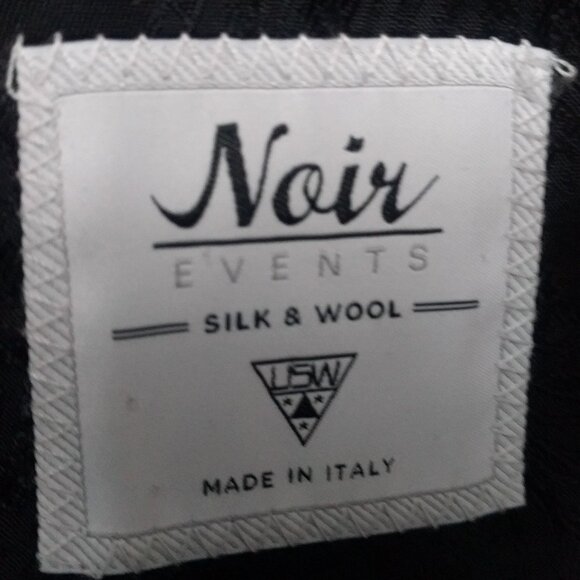 Noir
EVENTS
SILK & WOOL
USW
MADE IN ITALY